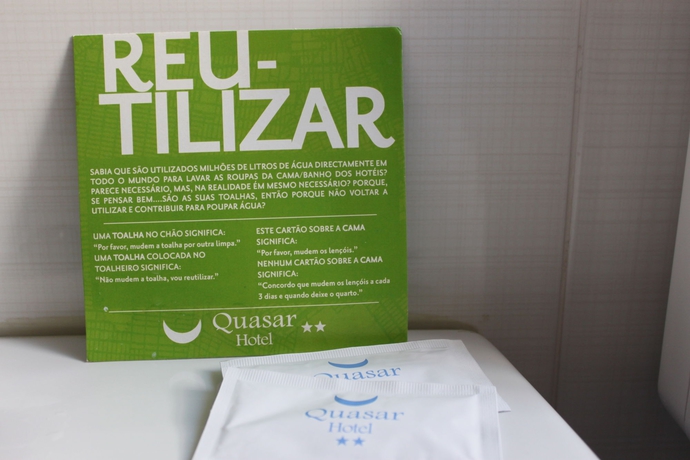 REU-
TILIZAR
SABIA QUE SÃO UTILIZADOS MILHÕES DE LITROS DE ÁGUA DIRECTAMENTE EM
TODO O MUNDO PARA LAVAR AS ROUPAS DA CAMA/BANHO DOS HOTÉIS?
PARECE NECESSÁRIO, MAS, NA REALIDADE ÉM MESMO NECESSÁRIO? PORQUE,
SE PENSAR BEM....SÃO AS SUAS TOALHAS, ENTÃO PORQUE NÃO VOLTAR A
UTILIZAR E CONTRIBUIR PARA POUPAR ÁGUA?
UMA TOALHA NO CHÃO SIGNIFICA:
"Por favor, mudem a toalha por outra limpa."
UMA TOALHA COLOCADA NO
TOALHEIRO SIGNIFICA:
"Não mudem a toalha, vou reutilizar."
ESTE CARTÃO SOBRE A CAMA
SIGNIFICA:
"Por favor, mudem os lençóis."
NENHUM CARTÃO SOBRE A CAMA
SIGNIFICA:
"Concordo que mudem os lençóis a cada
3 dias e quando deixe o quarto."
Quasar
Hotel
Quasar
Quasar
Hotel